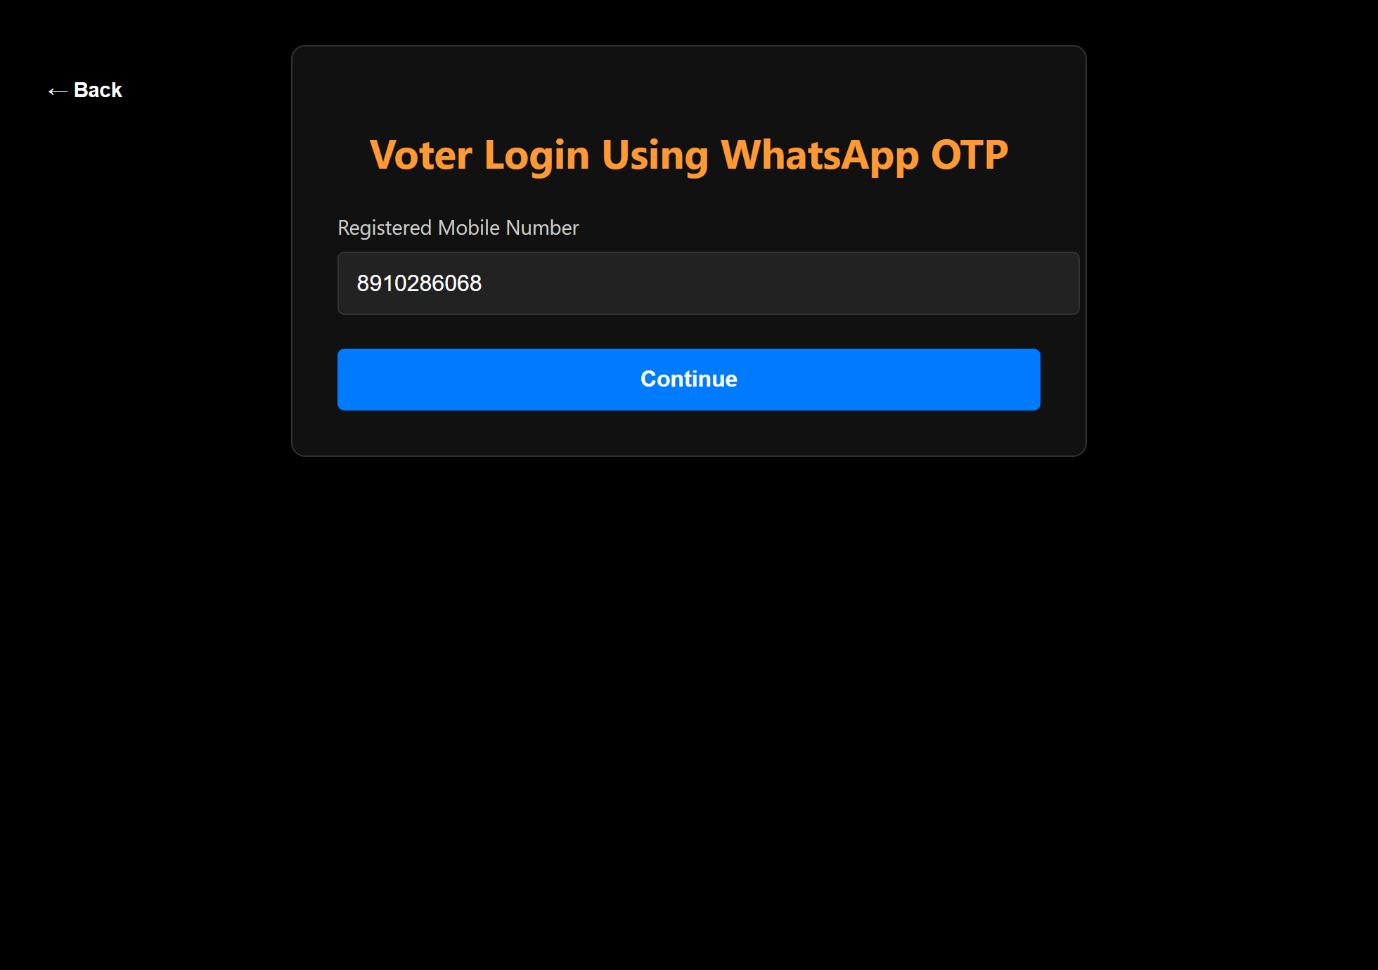 ← Back
Voter Login Using WhatsApp OTP
Registered Mobile Number
8910286068
Continue